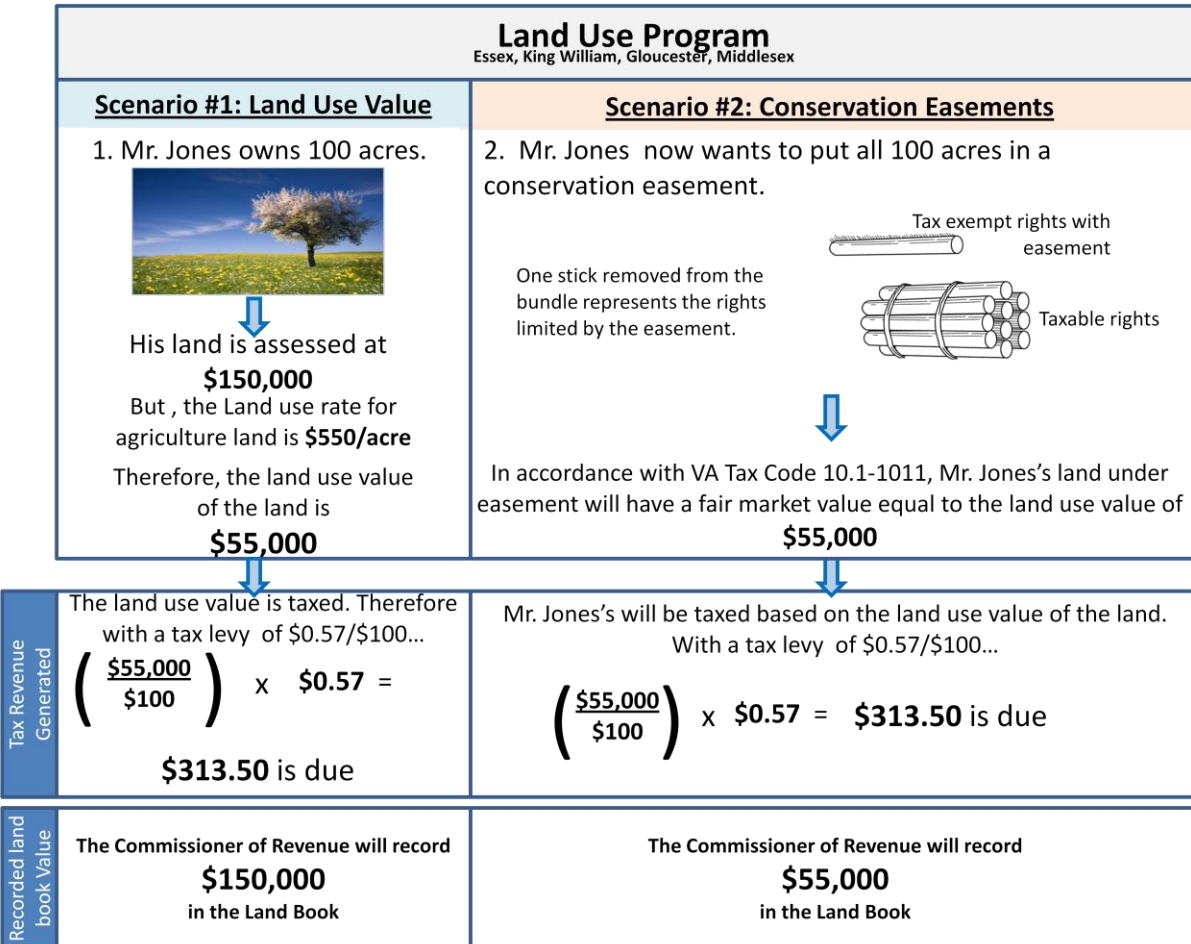 Land Use Program
Essex, King William, Gloucester, Middlesex
Scenario #1: Land Use Value
1. Mr. Jones owns 100 acres.
His land is assessed at
$150,000
But , the Land use rate for
agriculture land is $550/acre
Therefore, the land use value
of the land is
$55,000
Scenario #2: Conservation Easements
2. Mr. Jones now wants to put all 100 acres in a
conservation easement.
Tax exempt rights with
easement
One stick removed from the
bundle represents the rights
limited by the easement.
Taxable rights
In accordance with VA Tax Code 10.1-1011, Mr. Jones's land under
easement will have a fair market value equal to the land use value of
$55,000
Tax Revenue
Generated
The land use value is taxed. Therefore
with a tax levy of $0.57/$100...
( $55,000
$100 ) x $0.57 =
$313.50 is due
Mr. Jones's will be taxed based on the land use value of the land.
With a tax levy of $0.57/$100...
( $55,000
$100 ) x $0.57 = $313.50 is due
Recorded land
book Value
The Commissioner of Revenue will record
$150,000
in the Land Book
The Commissioner of Revenue will record
$55,000
in the Land Book